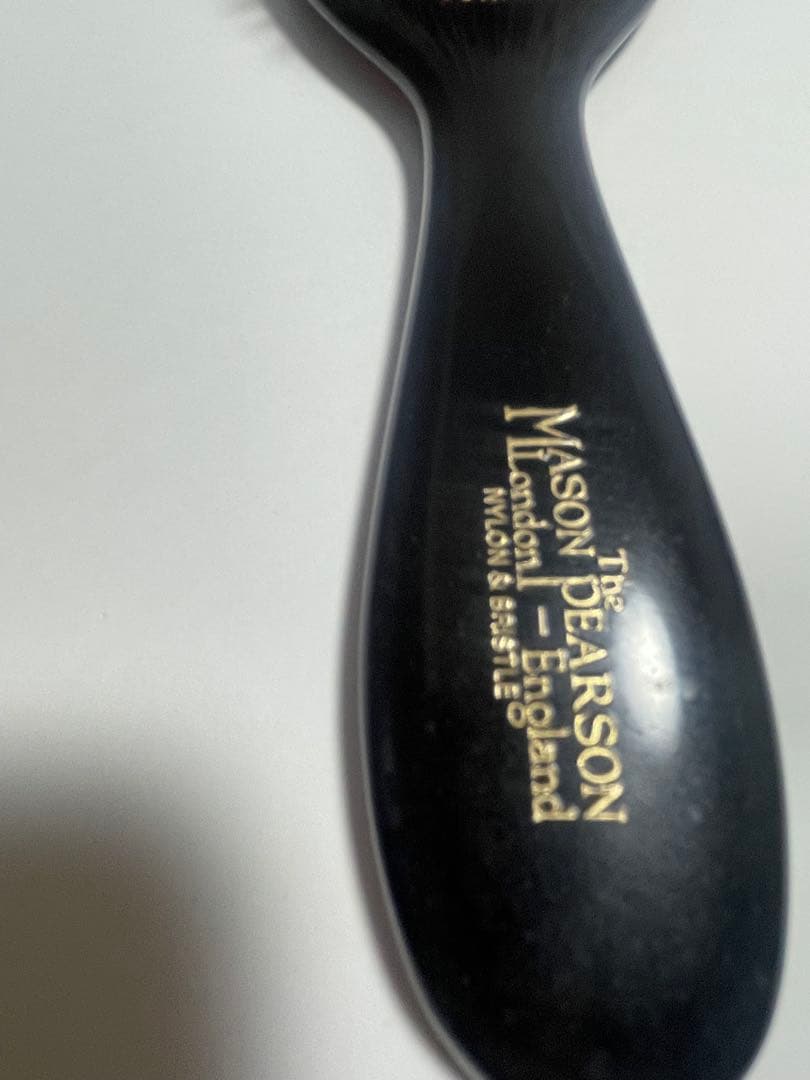 The
MASON PEARSON
London - England
NYLON & BRISTLE